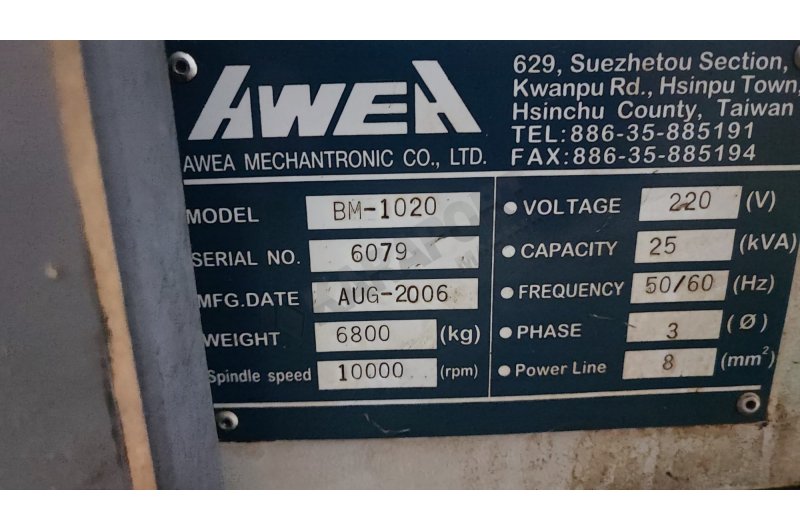 AWEA
AWEA MECHANTRONIC CO., LTD.
629, Suezhetou Section,
Kwanpu Rd., Hsinpu Town,
Hsinchu County, Taiwan
TEL:886-35-885191
FAX:886-35-885194
MODEL BM-1020
SERIAL NO. 6079
MFG.DATE AUG-2006
WEIGHT 6800 (kg)
Spindle speed 10000 (rpm)
• VOLTAGE 220 (V)
• CAPACITY 25 (kVA)
• FREQUENCY 50/60 (Hz)
• PHASE 3 (Ø)
• Power Line 8 (mm²)